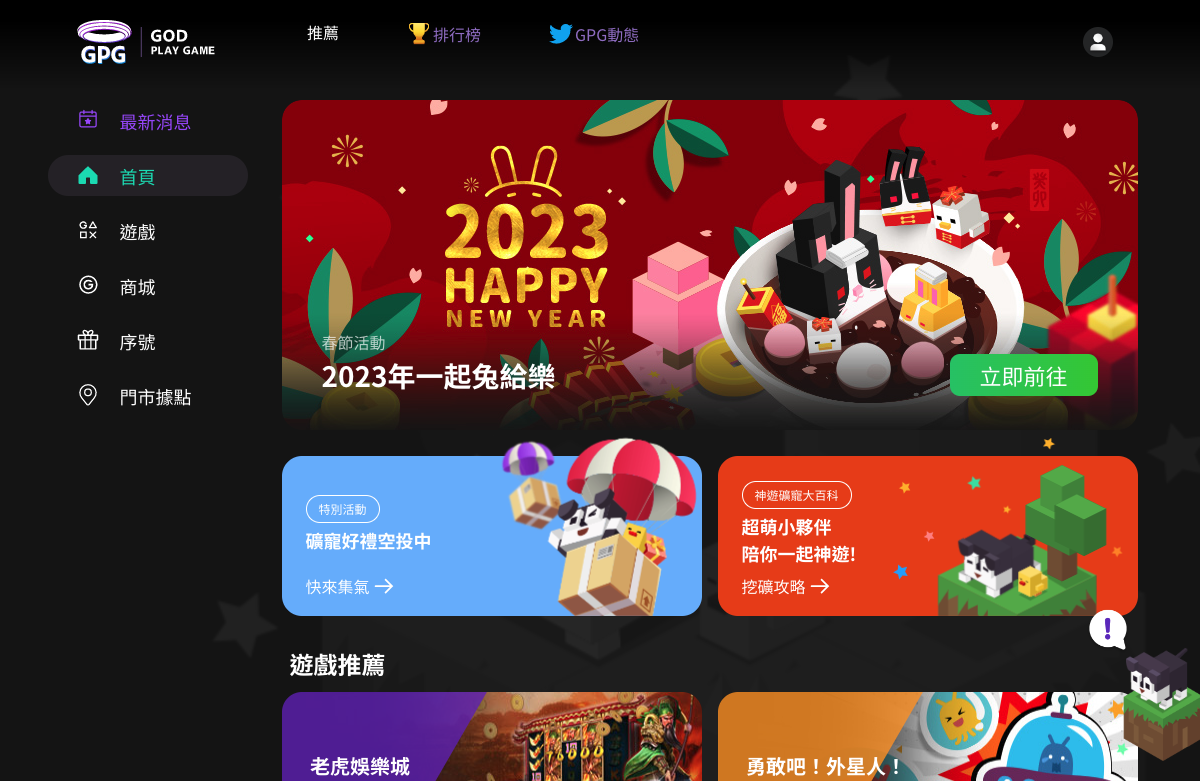 GPG
GOD
PLAY GAME
推薦
排行榜
GPG動態
最新消息
首頁
遊戲
商城
序號
門市據點
2023
HAPPY
NEW YEAR
癸卯
春節活動
2023年一起兔給樂
立即前往
特別活動
礦寵好禮空投中
快來集氣
神遊礦寵大百科
超萌小夥伴
陪你一起神遊!
挖礦攻略
遊戲推薦
老虎娛樂城
勇敢吧！外星人！